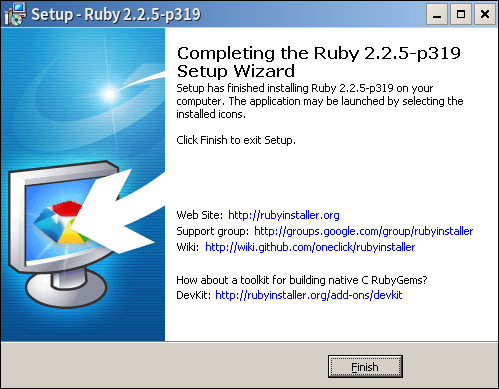 Setup - Ruby 2.2.5-p319
Completing the Ruby 2.2.5-p319
Setup Wizard
Setup has finished installing Ruby 2.2.5-p319 on your
computer. The application may be launched by selecting the
installed icons.
Click Finish to exit Setup.
Web Site: http://rubyinstaller.org
Support group: http://groups.google.com/group/rubyinstaller
Wiki: http://wiki.github.com/oneclick/rubyinstaller
How about a toolkit for building native C RubyGems?
DevKit: http://rubyinstaller.org/add-ons/devkit
Finish